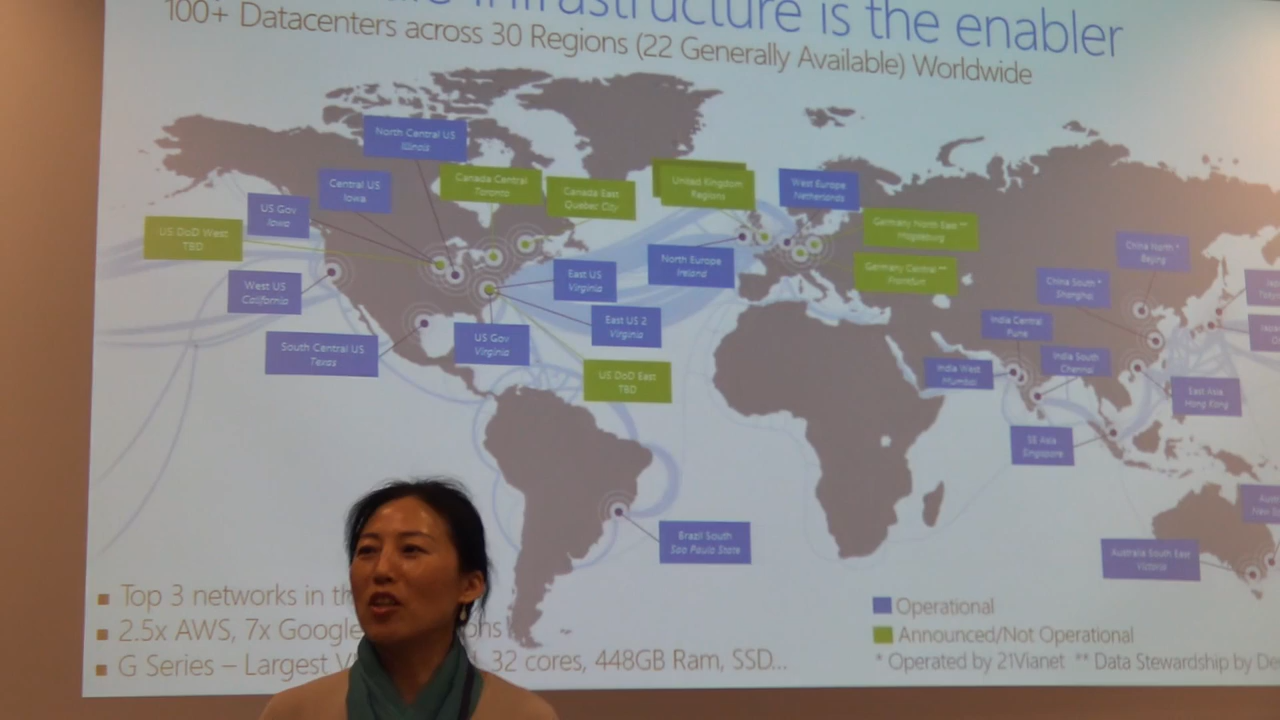 infrastructure is the enabler
100+ Datacenters across 30 Regions (22 Generally Available) Worldwide
North Central US
Illinois
Central US
Iowa
Canada Central
Toronto
Canada East
Quebec City
United Kingdom
Regions
West Europe
Netherlands
US Gov
Iowa
US DoD West
TBD
Germany North East **
Magdeburg
China North *
Beijing
North Europe
Ireland
Germany Central **
Frankfurt
China South *
Shanghai
West US
California
East US
Virginia
East US 2
Virginia
India Central
Pune
South Central US
Texas
US Gov
Virginia
India West
Mumbai
India South
Chennai
US DoD East
TBD
East Asia
Hong Kong
SE Asia
Singapore
Brazil South
Sao Paulo State
Australia South East
Victoria
Top 3 networks in
2.5x AWS, 7x Google
G Series – Largest
32 cores, 448GB Ram, SSD...
Operational
Announced/Not Operational
* Operated by 21Vianet ** Data Stewardship by